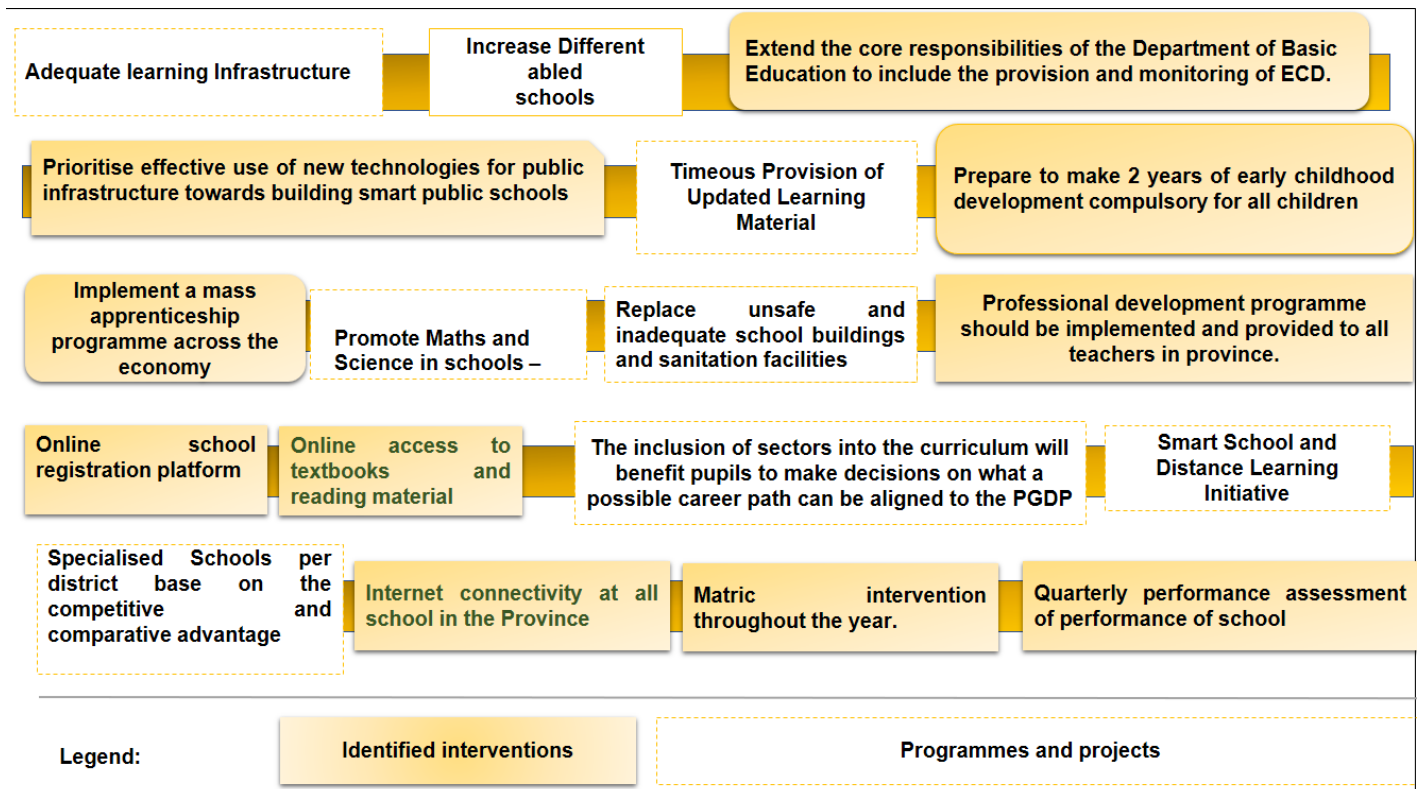 Adequate learning Infrastructure
Increase Different
abled
schools
Extend the core responsibilities of the Department of Basic
Education to include the provision and monitoring of ECD.
Prioritise effective use of new technologies for public
infrastructure towards building smart public schools
Timeous Provision of
Updated Learning
Material
Prepare to make 2 years of early childhood
development compulsory for all children
Implement a mass
apprenticeship
programme across the
economy
Promote Maths and
Science in schools –
Replace unsafe and
inadequate school buildings
and sanitation facilities
Professional development programme
should be implemented and provided to all
teachers in province.
Online school
registration platform
Online access to
textbooks and
reading material
The inclusion of sectors into the curriculum will
benefit pupils to make decisions on what a
possible career path can be aligned to the PGDP
Smart School and
Distance Learning
Initiative
Specialised Schools per
district base on the
competitive and
comparative advantage
Internet connectivity at all
school in the Province
Matric intervention
throughout the year.
Quarterly performance assessment
of performance of school
Legend:
Identified interventions
Programmes and projects